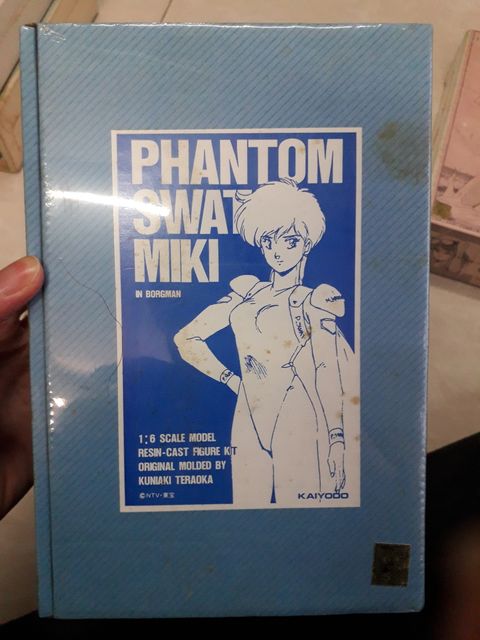 PHANTOM
SWAT
MIKI
IN BORGMAN
1:6 SCALE MODEL
RESIN-CAST FIGURE KIT
ORIGINAL MOLDED BY
KUNIAKI TERAOKA
©NTV・東宝
KAIYODO